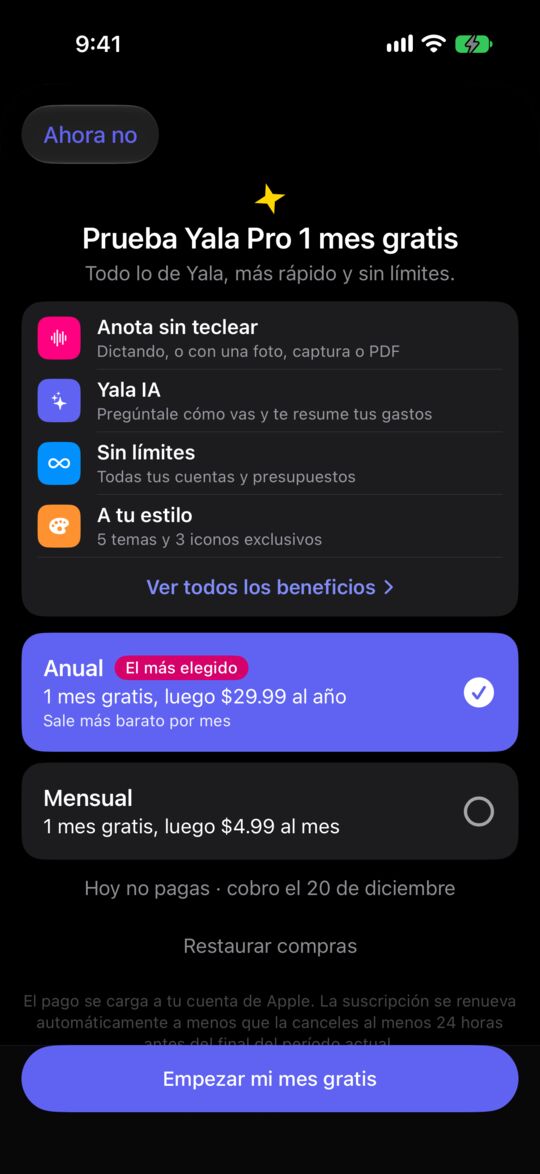 9:41
Ahora no
Prueba Yala Pro 1 mes gratis
Todo lo de Yala, más rápido y sin límites.
Anota sin teclear
Dictando, o con una foto, captura o PDF
Yala IA
Pregúntale cómo vas y te resume tus gastos
Sin límites
Todas tus cuentas y presupuestos
A tu estilo
5 temas y 3 iconos exclusivos
Ver todos los beneficios
Anual El más elegido
1 mes gratis, luego $29.99 al año
Sale más barato por mes
Mensual
1 mes gratis, luego $4.99 al mes
Hoy no pagas · cobro el 20 de diciembre
Restaurar compras
El pago se carga a tu cuenta de Apple. La suscripción se renueva
automáticamente a menos que la canceles al menos 24 horas
antes del final del período actual.
Empezar mi mes gratis